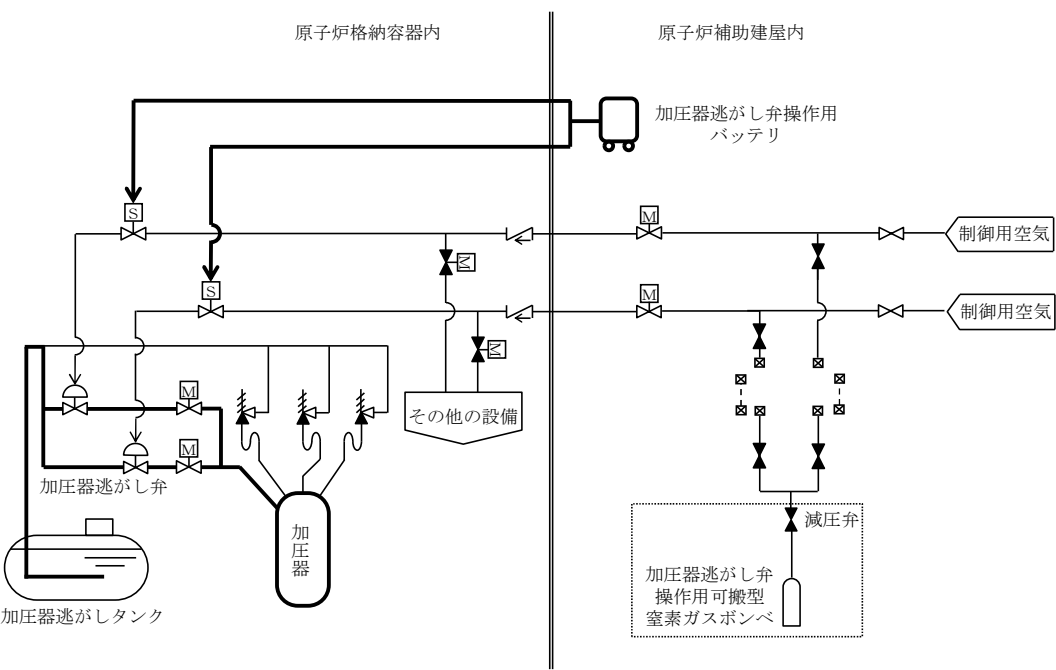 原子炉格納容器内
原子炉補助建屋内
加圧器逃がし弁操作用
バッテリ
S
M
制御用空気
M
S
M
制御用空気
M
M
その他の設備
M
加圧器逃がし弁
加圧器
減圧弁
加圧器逃がし弁
操作用可搬型
窒素ガスボンベ
加圧器逃がしタンク